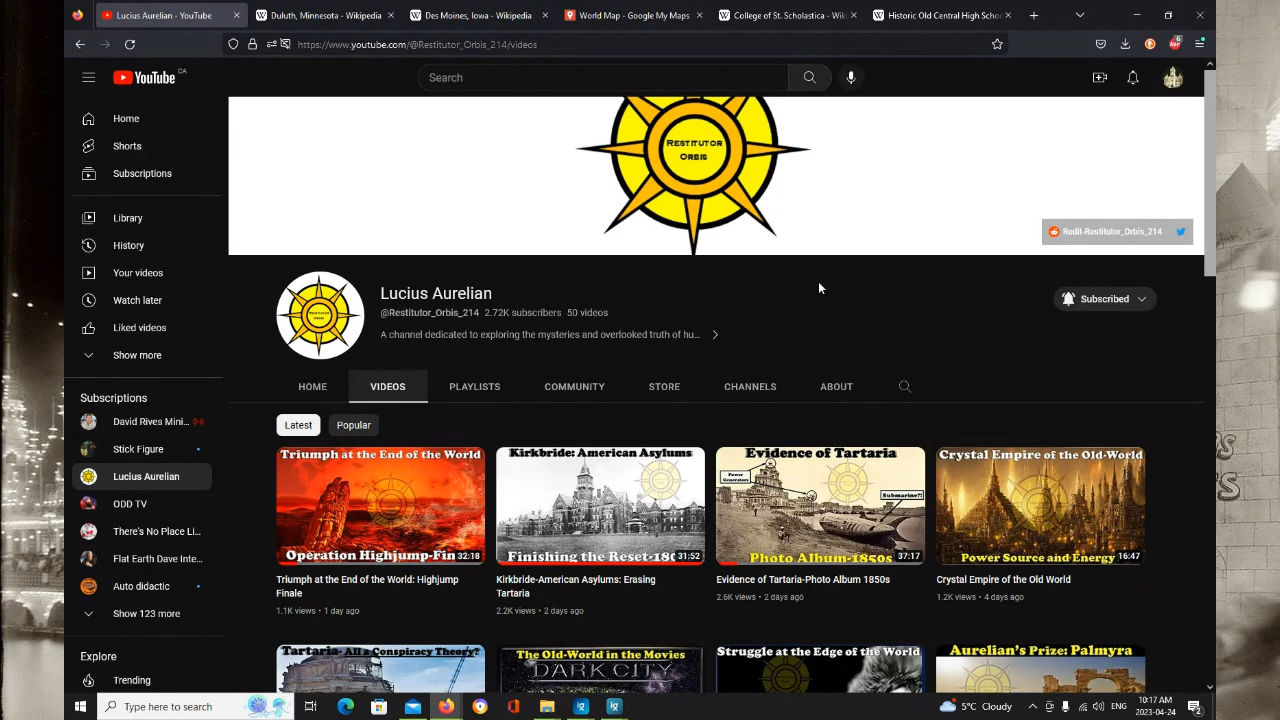 Lucius Aurelian - YouTube
Duluth, Minnesota - Wikipedia
Des Moines, Iowa - Wikipedia
World Map - Google My Maps
College of St. Scholastica - Wiki
Historic Old Central High Schoo
https://www.youtube.com/@Restitutor_Orbis_214/videos
YouTube CA
Search
Home
Shorts
Subscriptions
Library
History
Your videos
Watch later
Liked videos
Show more
Subscriptions
David Rives Mini...
Stick Figure
Lucius Aurelian
ODD TV
There's No Place Li...
Flat Earth Dave Inte...
Auto didactic
Show 123 more
Explore
Trending
RESTITUTOR
ORBIS
Redit-Restitutor_Orbis_214
RESTITUTOR
ORBIS
Lucius Aurelian
@Restitutor_Orbis_214 2.72K subscribers 50 videos
A channel dedicated to exploring the mysteries and overlooked truth of hu...
Subscribed
HOME VIDEOS PLAYLISTS COMMUNITY STORE CHANNELS ABOUT
Latest Popular
Triumph at the End of the World
Operation Highjump-Fin
32:18
Triumph at the End of the World: Highjump
Finale
1.1K views • 1 day ago
Kirkbride: American Asylums
Finishing the Reset-180
31:52
Kirkbride-American Asylums: Erasing
Tartaria
2.2K views • 2 days ago
Evidence of Tartaria
Power
Generators
Submarine?!
Photo Album-1850s
37:17
Evidence of Tartaria-Photo Album 1850s
2.6K views • 2 days ago
Crystal Empire of the Old-World
Power Source and Energy
16:47
Crystal Empire of the Old World
1.2K views • 4 days ago
Tartaria- All a Conspiracy Theory?
The Old-World in the Movies
DARK CITY
Struggle at the Edge of the World
Aurelian's Prize: Palmyra
Type here to search
5°C Cloudy
ENG
10:17 AM
2023-04-24